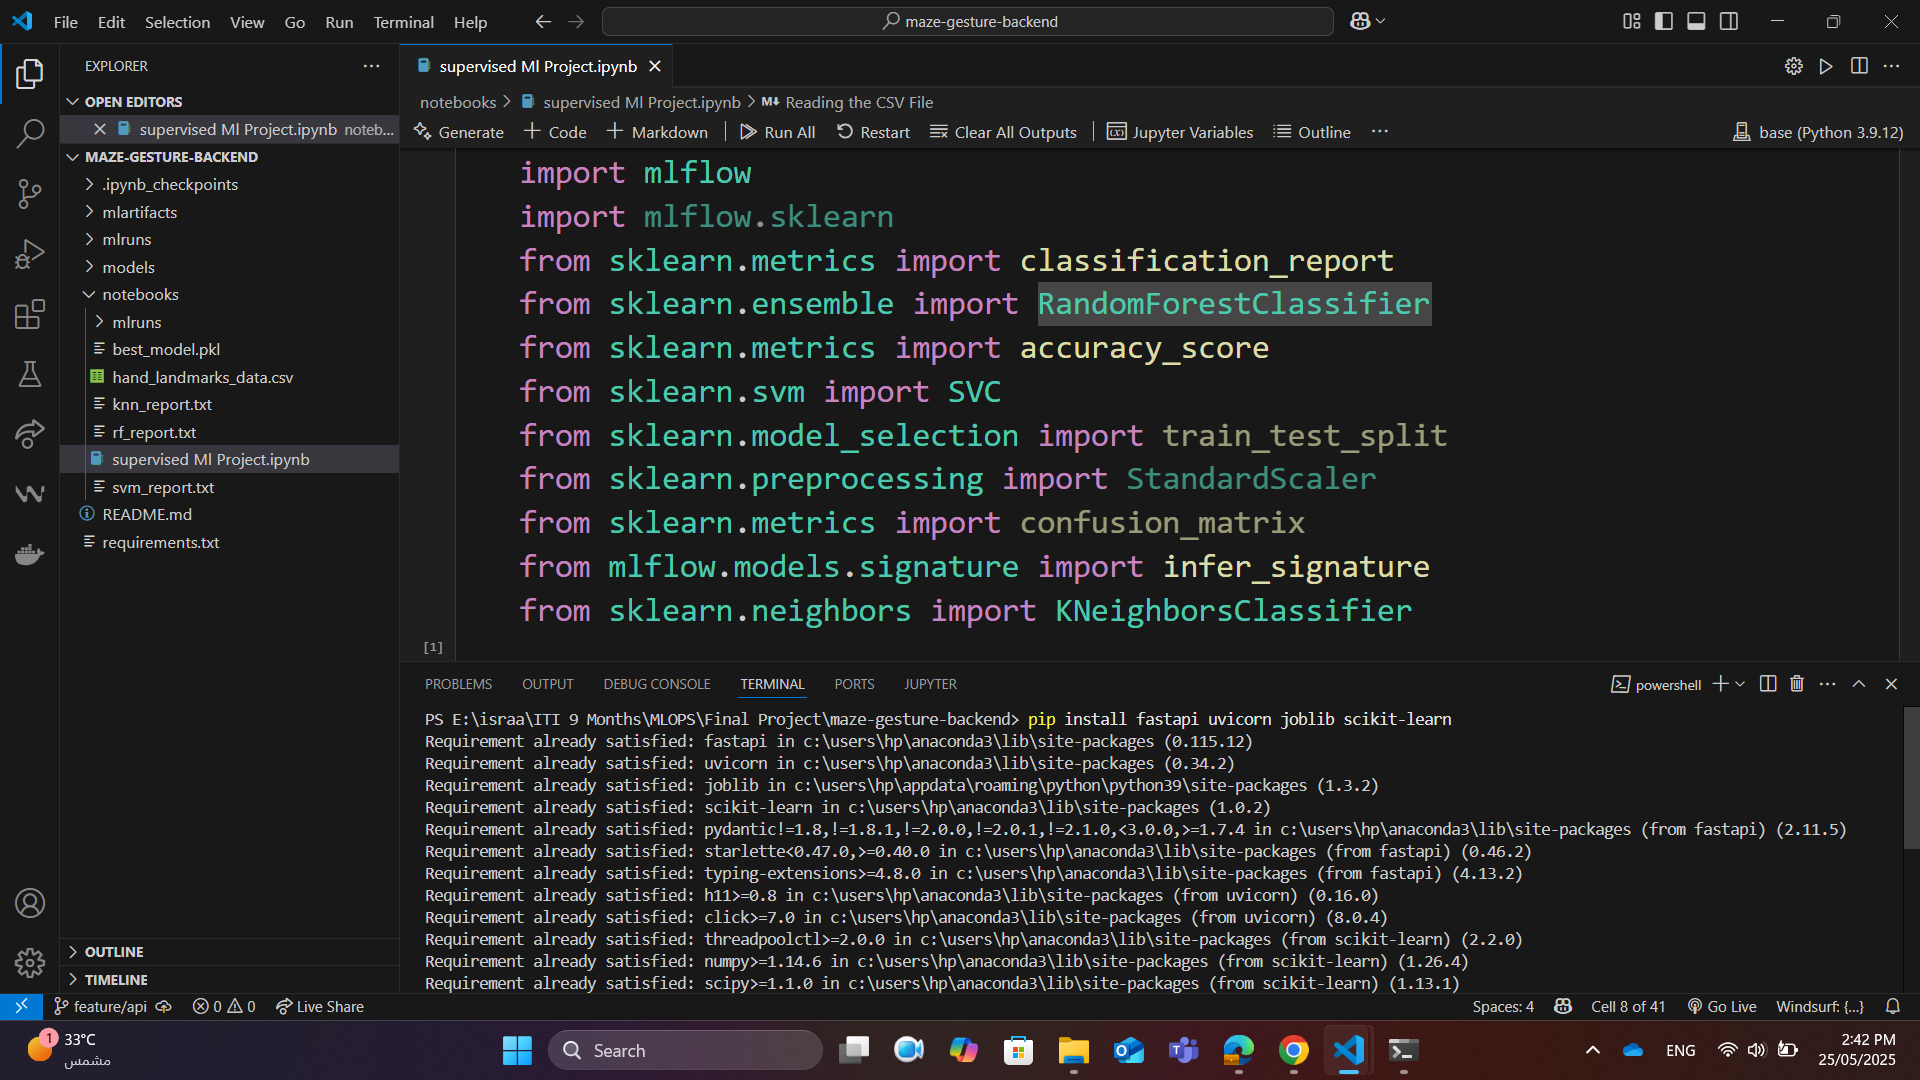 File Edit Selection View Go Run Terminal Help
maze-gesture-backend
EXPLORER
OPEN EDITORS
supervised Ml Project.ipynb noteb...
MAZE-GESTURE-BACKEND
.ipynb_checkpoints
mlartifacts
mlruns
models
notebooks
mlruns
best_model.pkl
hand_landmarks_data.csv
knn_report.txt
rf_report.txt
supervised Ml Project.ipynb
svm_report.txt
README.md
requirements.txt
OUTLINE
TIMELINE
supervised Ml Project.ipynb
notebooks > supervised Ml Project.ipynb > M↓ Reading the CSV File
Generate + Code + Markdown Run All Restart Clear All Outputs Jupyter Variables Outline ... base (Python 3.9.12)
import mlflow
import mlflow.sklearn
from sklearn.metrics import classification_report
from sklearn.ensemble import RandomForestClassifier
from sklearn.metrics import accuracy_score
from sklearn.svm import SVC
from sklearn.model_selection import train_test_split
from sklearn.preprocessing import StandardScaler
from sklearn.metrics import confusion_matrix
from mlflow.models.signature import infer_signature
from sklearn.neighbors import KNeighborsClassifier
[1]
PROBLEMS OUTPUT DEBUG CONSOLE TERMINAL PORTS JUPYTER
powershell
PS E:\israa\ITI 9 Months\MLOPS\Final Project\maze-gesture-backend> pip install fastapi uvicorn joblib scikit-learn
Requirement already satisfied: fastapi in c:\users\hp\anaconda3\lib\site-packages (0.115.12)
Requirement already satisfied: uvicorn in c:\users\hp\anaconda3\lib\site-packages (0.34.2)
Requirement already satisfied: joblib in c:\users\hp\appdata\roaming\python\python39\site-packages (1.3.2)
Requirement already satisfied: scikit-learn in c:\users\hp\anaconda3\lib\site-packages (1.0.2)
Requirement already satisfied: pydantic!=1.8,!=1.8.1,!=2.0.0,!=2.0.1,!=2.1.0,<3.0.0,>=1.7.4 in c:\users\hp\anaconda3\lib\site-packages (from fastapi) (2.11.5)
Requirement already satisfied: starlette<0.47.0,>=0.40.0 in c:\users\hp\anaconda3\lib\site-packages (from fastapi) (0.46.2)
Requirement already satisfied: typing-extensions>=4.8.0 in c:\users\hp\anaconda3\lib\site-packages (from fastapi) (4.13.2)
Requirement already satisfied: h11>=0.8 in c:\users\hp\anaconda3\lib\site-packages (from uvicorn) (0.16.0)
Requirement already satisfied: click>=7.0 in c:\users\hp\anaconda3\lib\site-packages (from uvicorn) (8.0.4)
Requirement already satisfied: threadpoolctl>=2.0.0 in c:\users\hp\anaconda3\lib\site-packages (from scikit-learn) (2.2.0)
Requirement already satisfied: numpy>=1.14.6 in c:\users\hp\anaconda3\lib\site-packages (from scikit-learn) (1.26.4)
Requirement already satisfied: scipy>=1.1.0 in c:\users\hp\anaconda3\lib\site-packages (from scikit-learn) (1.13.1)
feature/api 0 0 Live Share Spaces: 4 Cell 8 of 41 Go Live Windsurf: {...}
1
33°C
مشمس
Search
ENG
2:42 PM
25/05/2025